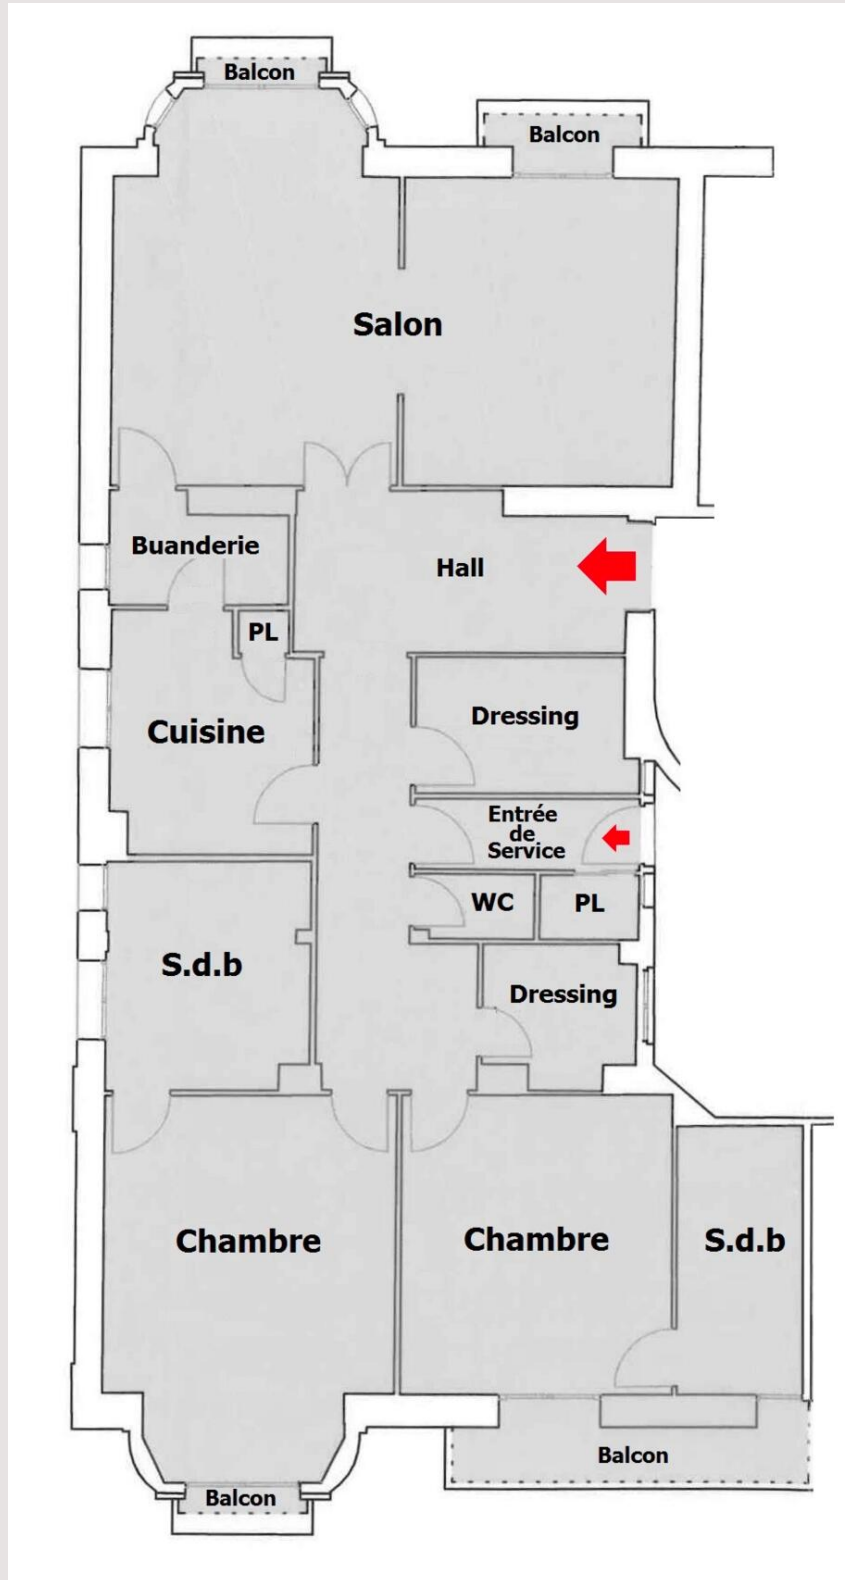 Balcon
Balcon
Salon
Buanderie
Hall
PL
Dressing
Cuisine
Entrée
de
Service
WC
PL
S.d.b
Dressing
Chambre
Chambre
S.d.b
Balcon
Balcon